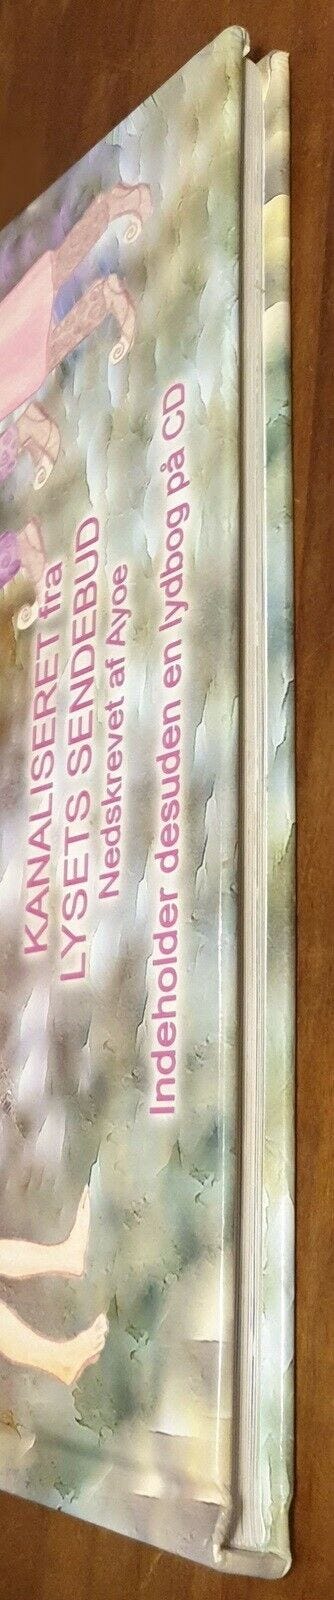 KANALISERET fra
LYSETS SENDEBUD
Nedskrevet af Ayoe
Indeholder desuden en lydbog på CD